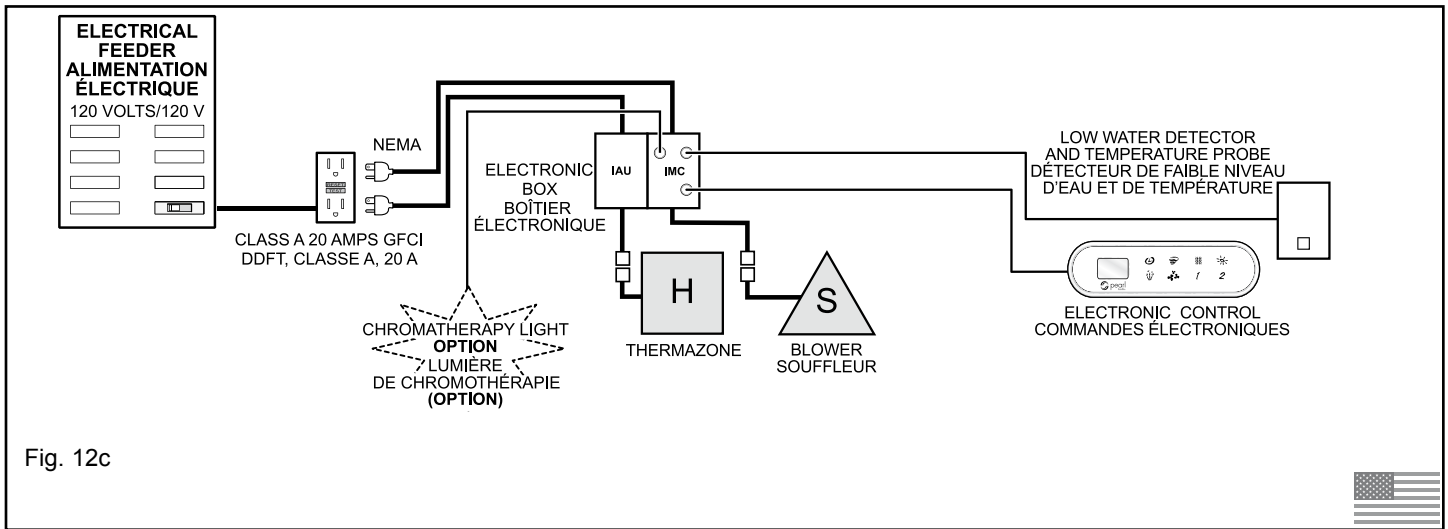 ELECTRICAL
FEEDER
ALIMENTATION
ÉLECTRIQUE
120 VOLTS/120 V
NEMA
CLASS A 20 AMPS GFCI
DDFT, CLASSE A, 20 A
ELECTRONIC
BOX
BOÎTIER
ÉLECTRONIQUE
IAU
IMC
LOW WATER DETECTOR
AND TEMPERATURE PROBE
DÉTECTEUR DE FAIBLE NIVEAU
D'EAU ET DE TEMPÉRATURE
pearl
1
2
ELECTRONIC CONTROL
COMMANDES ÉLECTRONIQUES
H
THERMAZONE
S
BLOWER
SOUFFLEUR
CHROMATHERAPY LIGHT
OPTION
LUMIÈRE
DE CHROMOTHÉRAPIE
(OPTION)
Fig. 12c